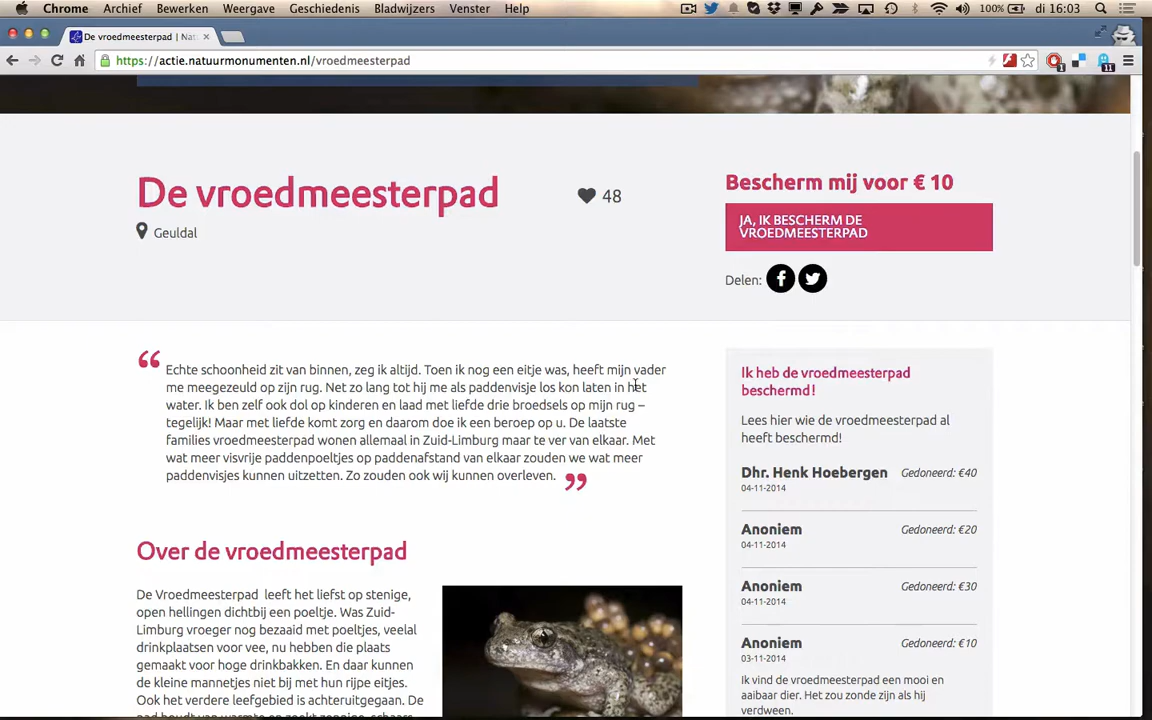 Chrome Archief Bewerken Weergave Geschiedenis Bladwijzers Venster Help 100% di 16:03
De vroedmeesterpad | Nat
https://actie.natuurmonumenten.nl/vroedmeesterpad
1
11
De vroedmeesterpad
48
Geuldal
Bescherm mij voor € 10
JA, IK BESCHERM DE
VROEDMEESTERPAD
Delen:
“ Echte schoonheid zit van binnen, zeg ik altijd. Toen ik nog een eitje was, heeft mijn vader
me meegezeuld op zijn rug. Net zo lang tot hij me als paddenvisje los kon laten in het
water. Ik ben zelf ook dol op kinderen en laad met liefde drie broedsels op mijn rug –
tegelijk! Maar met liefde komt zorg en daarom doe ik een beroep op u. De laatste
families vroedmeesterpad wonen allemaal in Zuid-Limburg maar te ver van elkaar. Met
wat meer visvrije paddenpoeltjes op paddenafstand van elkaar zouden we wat meer
paddenvisjes kunnen uitzetten. Zo zouden ook wij kunnen overleven. ”
Over de vroedmeesterpad
De Vroedmeesterpad leeft het liefst op stenige,
open hellingen dichtbij een poeltje. Was Zuid-
Limburg vroeger nog bezaaid met poeltjes, veelal
drinkplaatsen voor vee, nu hebben die plaats
gemaakt voor hoge drinkbakken. En daar kunnen
de kleine mannetjes niet bij met hun rijpe eitjes.
Ook het verdere leefgebied is achteruitgegaan. De
Ik heb de vroedmeesterpad
beschermd!
Lees hier wie de vroedmeesterpad al
heeft beschermd!
Dhr. Henk Hoebergen Gedoneerd: €40
04-11-2014
Anoniem Gedoneerd: €20
04-11-2014
Anoniem Gedoneerd: €30
04-11-2014
Anoniem Gedoneerd: €10
03-11-2014
Ik vind de vroedmeesterpad een mooi en
aaibaar dier. Het zou zonde zijn als hij
verdween.